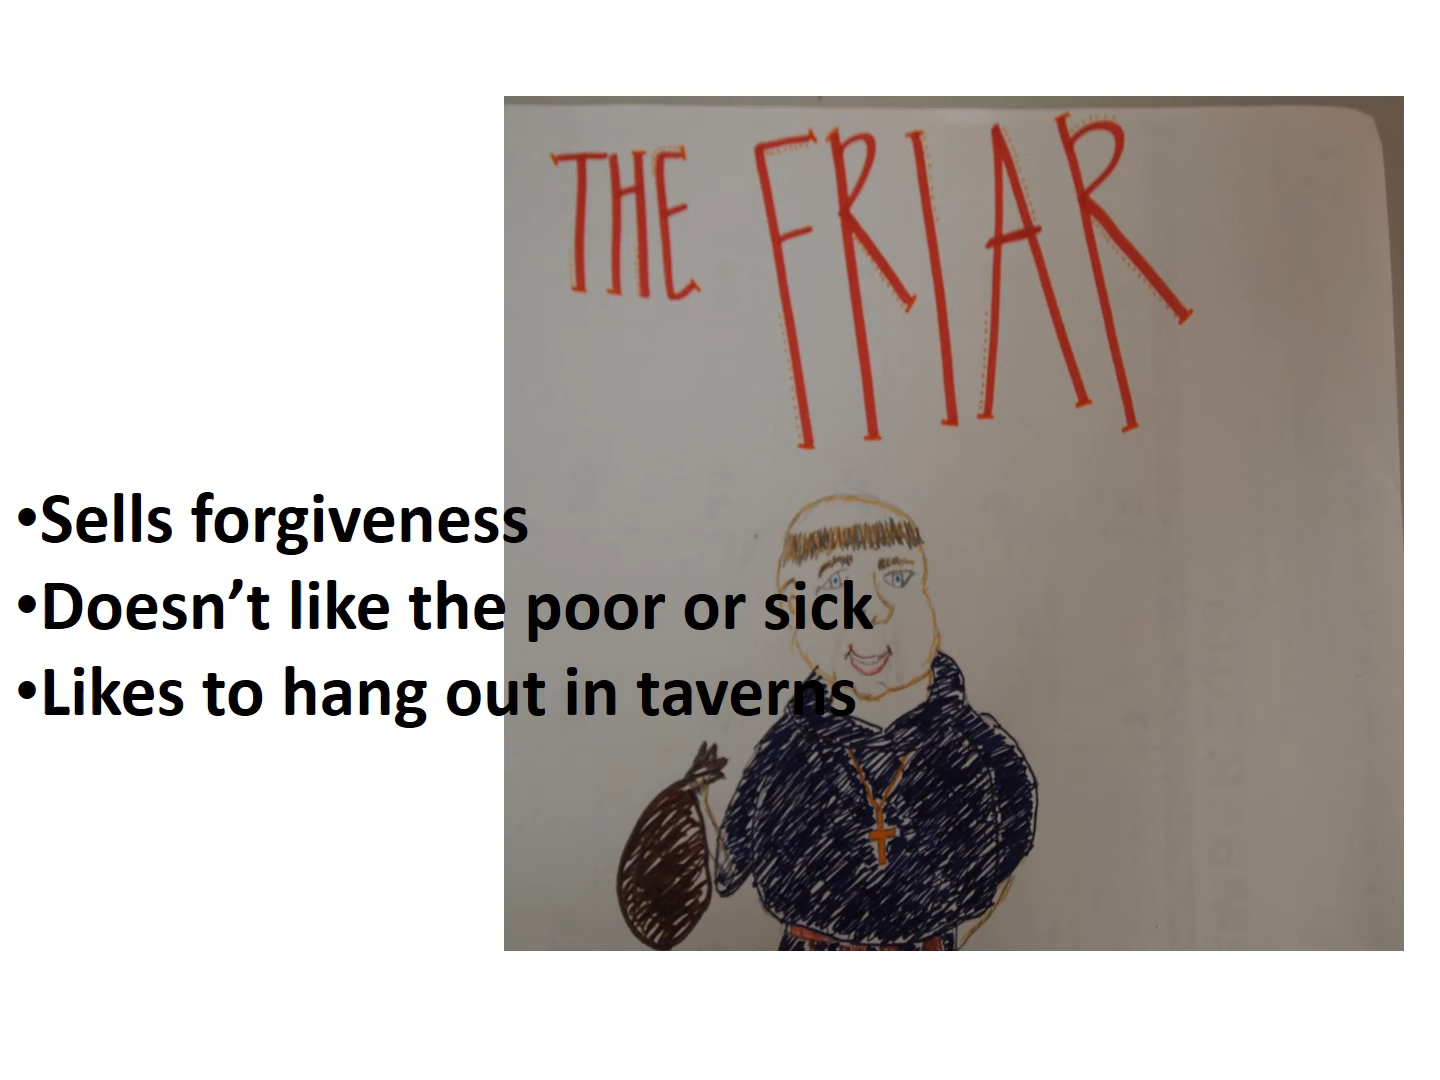 THE FRIAR
•Sells forgiveness
•Doesn’t like the poor or sick
•Likes to hang out in taverns